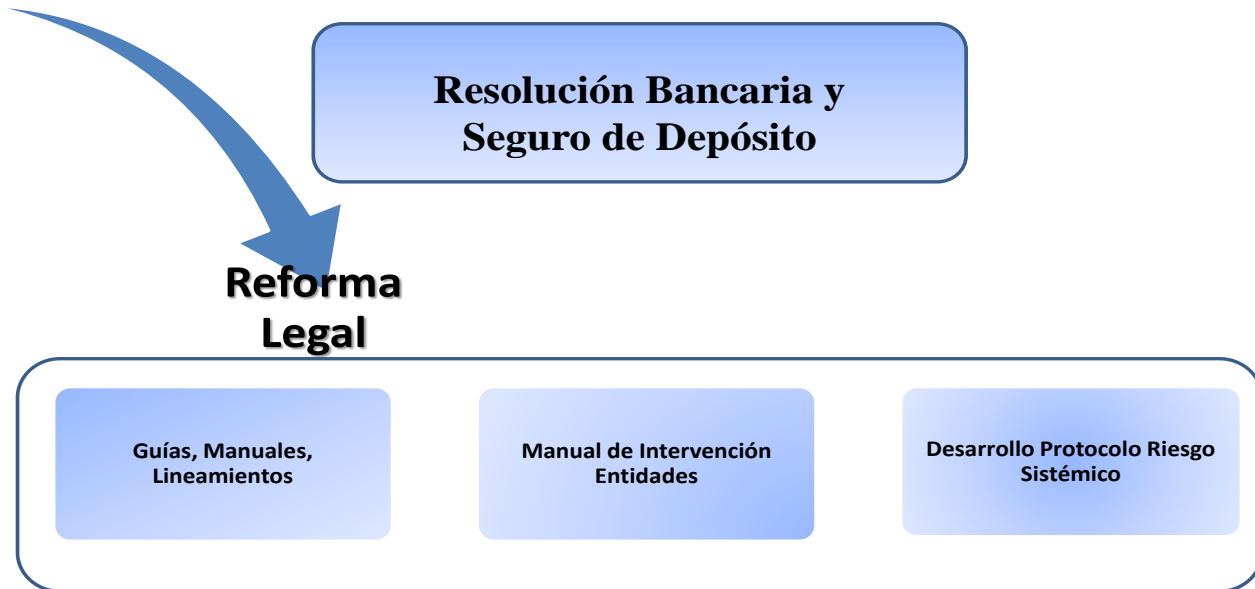 Resolución Bancaria y
Seguro de Depósito
Reforma
Legal
Guías, Manuales,
Lineamientos
Manual de Intervención
Entidades
Desarrollo Protocolo Riesgo
Sistémico